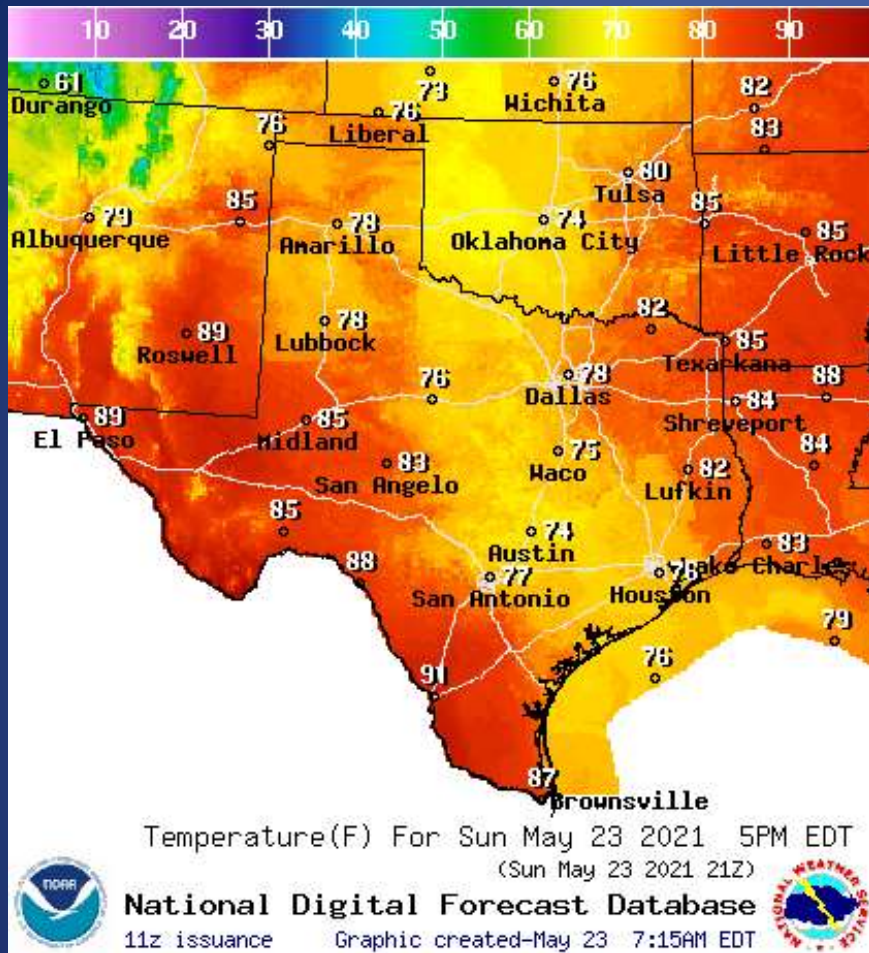 10 20 30 40 50 60 70 80 90
61
Durango
73
76
Wichita
82
76
Liberal
76
83
80
Tulsa
79
Albuquerque
85
78
Amarillo
74
Oklahoma City
85
85
Little Rock
89
Roswell
78
Lubbock
82
85
Texarkana
76
78
Dallas
88
84
Shreveport
89
El Paso
85
Midland
83
San Angelo
75
Waco
82
Lufkin
84
85
74
Austin
83
Lake Charles
88
77
San Antonio
78
Houston
79
76
91
87
Brownsville
Temperature(F) For Sun May 23 2021 5PM EDT
(Sun May 23 2021 21Z)
NOAA
National Digital Forecast Database
11z issuance Graphic created-May 23 7:15AM EDT
NATIONAL WEATHER SERVICE